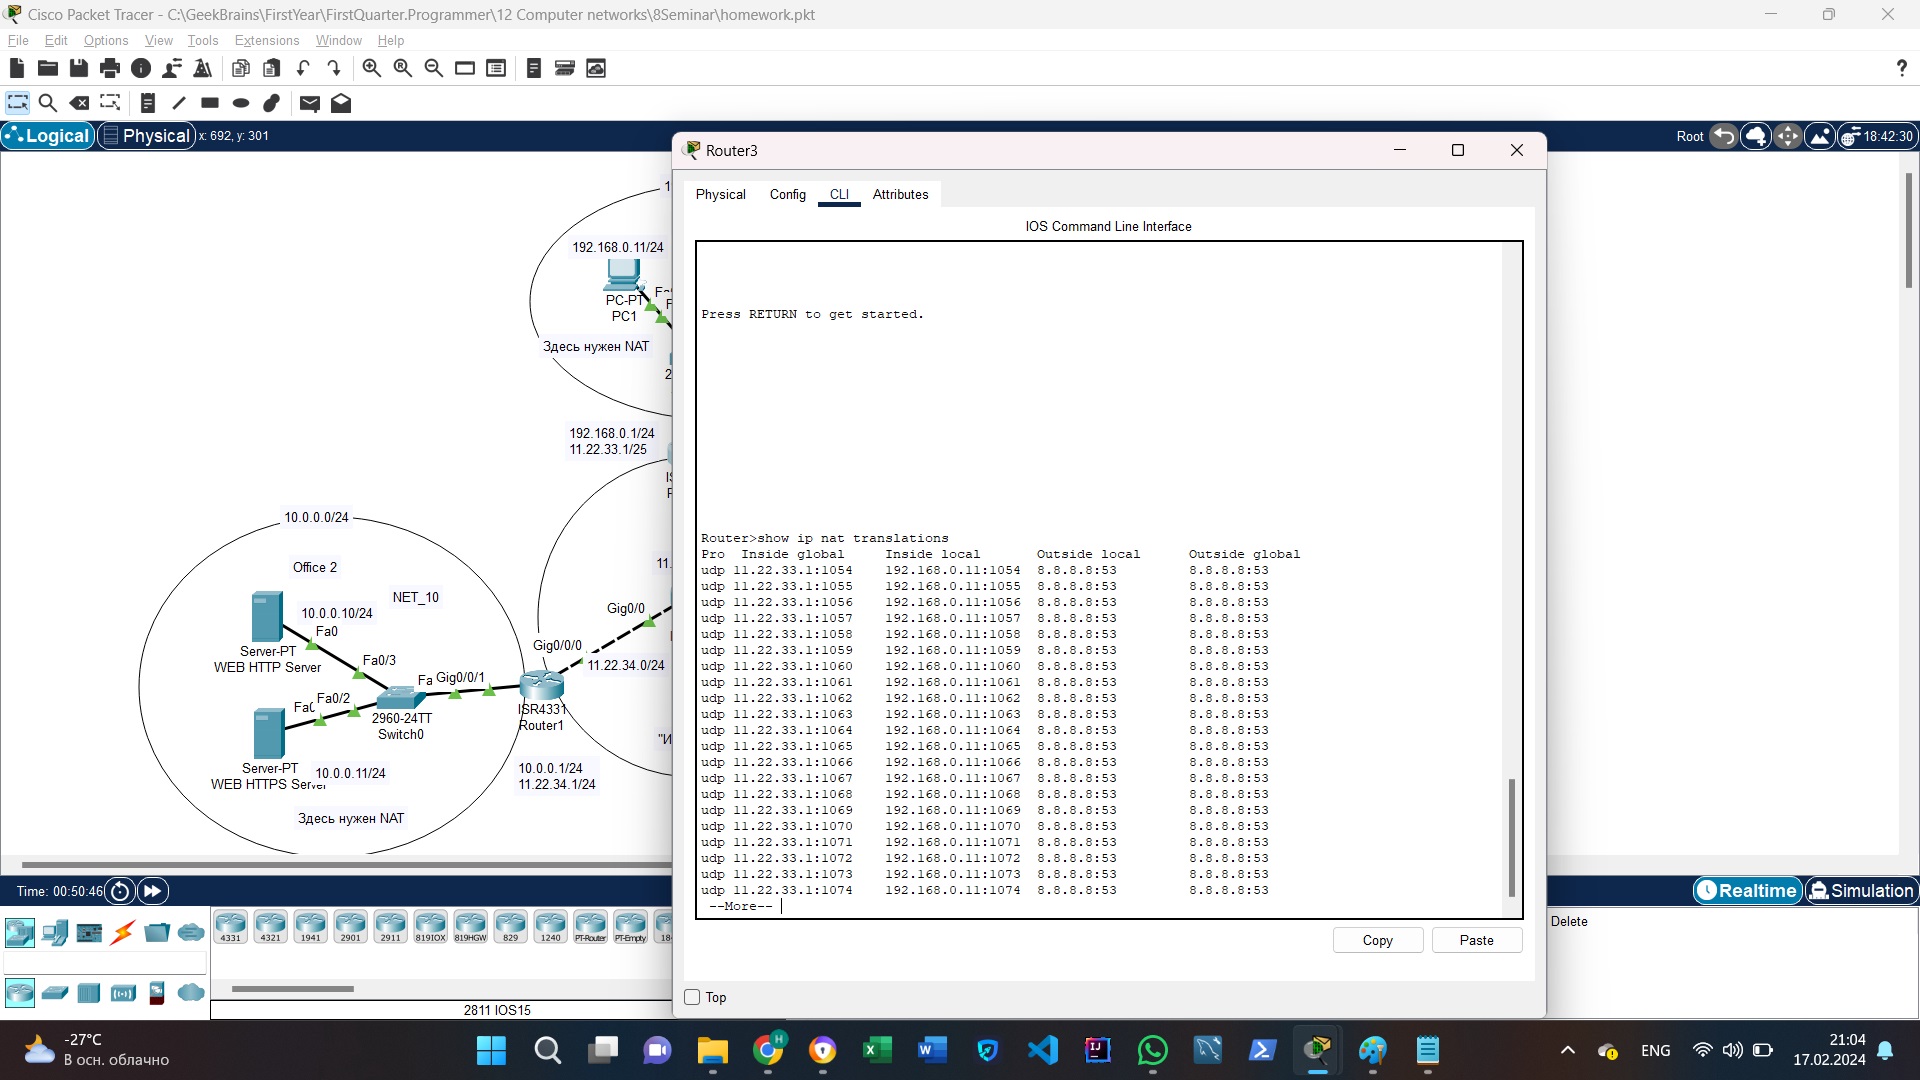 Cisco Packet Tracer - C:\GeekBrains\FirstYear\FirstQuarter.Programmer\12 Computer networks\8Seminar\homework.pkt
File Edit Options View Tools Extensions Window Help
?
Logical Physical x: 692, y: 301
Root 18:42:30
192.168.0.11/24
PC-PT
PC1
Здесь нужен NAT
192.168.0.1/24
11.22.33.1/25
10.0.0.0/24
Office 2
NET_10
10.0.0.10/24
Fa0
Server-PT
WEB HTTP Server
Fa0/3
Gig0/0/1
Fa0/2
2960-24TT
Switch0
Server-PT
10.0.0.11/24
WEB HTTPS Server
Здесь нужен NAT
Gig0/0
Gig0/0/0
11.22.34.0/24
ISR4331
Router1
10.0.0.1/24
11.22.34.1/24
Router3
Physical Config CLI Attributes
IOS Command Line Interface
Press RETURN to get started.
Router>show ip nat translations
Pro Inside global Inside local Outside local Outside global
udp 11.22.33.1:1054 192.168.0.11:1054 8.8.8.8:53 8.8.8.8:53
udp 11.22.33.1:1055 192.168.0.11:1055 8.8.8.8:53 8.8.8.8:53
udp 11.22.33.1:1056 192.168.0.11:1056 8.8.8.8:53 8.8.8.8:53
udp 11.22.33.1:1057 192.168.0.11:1057 8.8.8.8:53 8.8.8.8:53
udp 11.22.33.1:1058 192.168.0.11:1058 8.8.8.8:53 8.8.8.8:53
udp 11.22.33.1:1059 192.168.0.11:1059 8.8.8.8:53 8.8.8.8:53
udp 11.22.33.1:1060 192.168.0.11:1060 8.8.8.8:53 8.8.8.8:53
udp 11.22.33.1:1061 192.168.0.11:1061 8.8.8.8:53 8.8.8.8:53
udp 11.22.33.1:1062 192.168.0.11:1062 8.8.8.8:53 8.8.8.8:53
udp 11.22.33.1:1063 192.168.0.11:1063 8.8.8.8:53 8.8.8.8:53
udp 11.22.33.1:1064 192.168.0.11:1064 8.8.8.8:53 8.8.8.8:53
udp 11.22.33.1:1065 192.168.0.11:1065 8.8.8.8:53 8.8.8.8:53
udp 11.22.33.1:1066 192.168.0.11:1066 8.8.8.8:53 8.8.8.8:53
udp 11.22.33.1:1067 192.168.0.11:1067 8.8.8.8:53 8.8.8.8:53
udp 11.22.33.1:1068 192.168.0.11:1068 8.8.8.8:53 8.8.8.8:53
udp 11.22.33.1:1069 192.168.0.11:1069 8.8.8.8:53 8.8.8.8:53
udp 11.22.33.1:1070 192.168.0.11:1070 8.8.8.8:53 8.8.8.8:53
udp 11.22.33.1:1071 192.168.0.11:1071 8.8.8.8:53 8.8.8.8:53
udp 11.22.33.1:1072 192.168.0.11:1072 8.8.8.8:53 8.8.8.8:53
udp 11.22.33.1:1073 192.168.0.11:1073 8.8.8.8:53 8.8.8.8:53
udp 11.22.33.1:1074 192.168.0.11:1074 8.8.8.8:53 8.8.8.8:53
--More--
Copy Paste
Top
Time: 00:50:46
Realtime Simulation
4331 4321 1941 2901 2911 819IOX 819HGW 829 1240 PT-Router PT-Empty
Delete
2811 IOS15
-27°C
В осн. облачно
ENG
21:04
17.02.2024